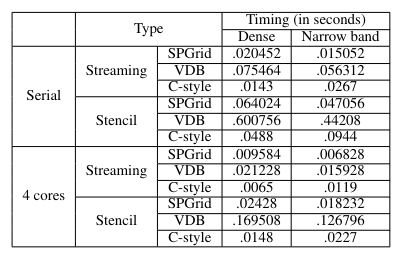 Type Timing (in seconds)
Dense Narrow band
Serial Streaming SPGrid .020452 .015052
VDB .075464 .056312
C-style .0143 .0267
Stencil SPGrid .064024 .047056
VDB .600756 .44208
C-style .0488 .0944
4 cores Streaming SPGrid .009584 .006828
VDB .021228 .015928
C-style .0065 .0119
Stencil SPGrid .02428 .018232
VDB .169508 .126796
C-style .0148 .0227